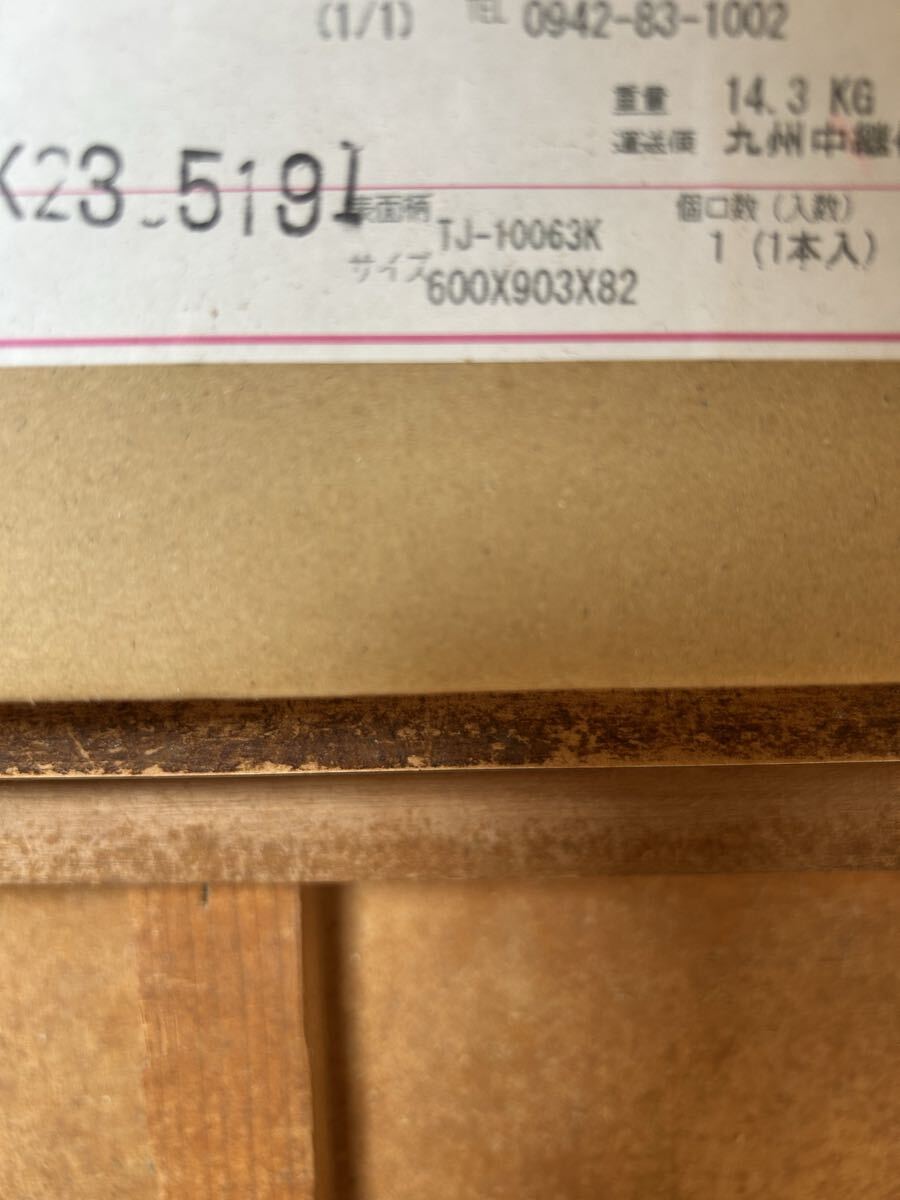 (1/1) TEL 0942-83-1002
重量 14.3 KG
運送価 九州中継
K23 5191
表面柄 TJ-10063K 個口数 (入数)
サイズ 600X903X82 1 (1本入)